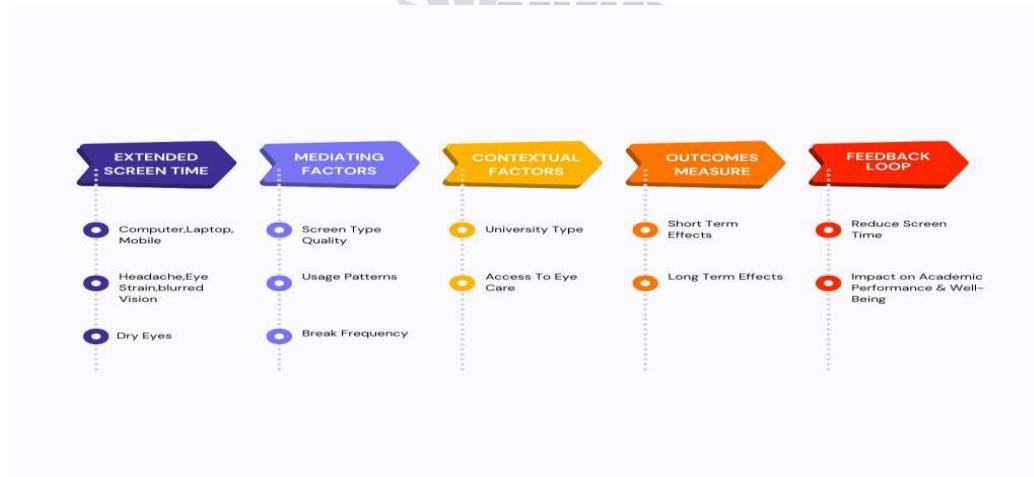 EXTENDED
SCREEN TIME
Computer,Laptop,
Mobile
Headache,Eye
Strain,blurred
Vision
Dry Eyes
MEDIATING
FACTORS
Screen Type
Quality
Usage Patterns
Break Frequency
CONTEXTUAL
FACTORS
University Type
Access To Eye
Care
OUTCOMES
MEASURE
Short Term
Effects
Long Term Effects
FEEDBACK
LOOP
Reduce Screen
Time
Impact on Academic
Performance & Well-
Being